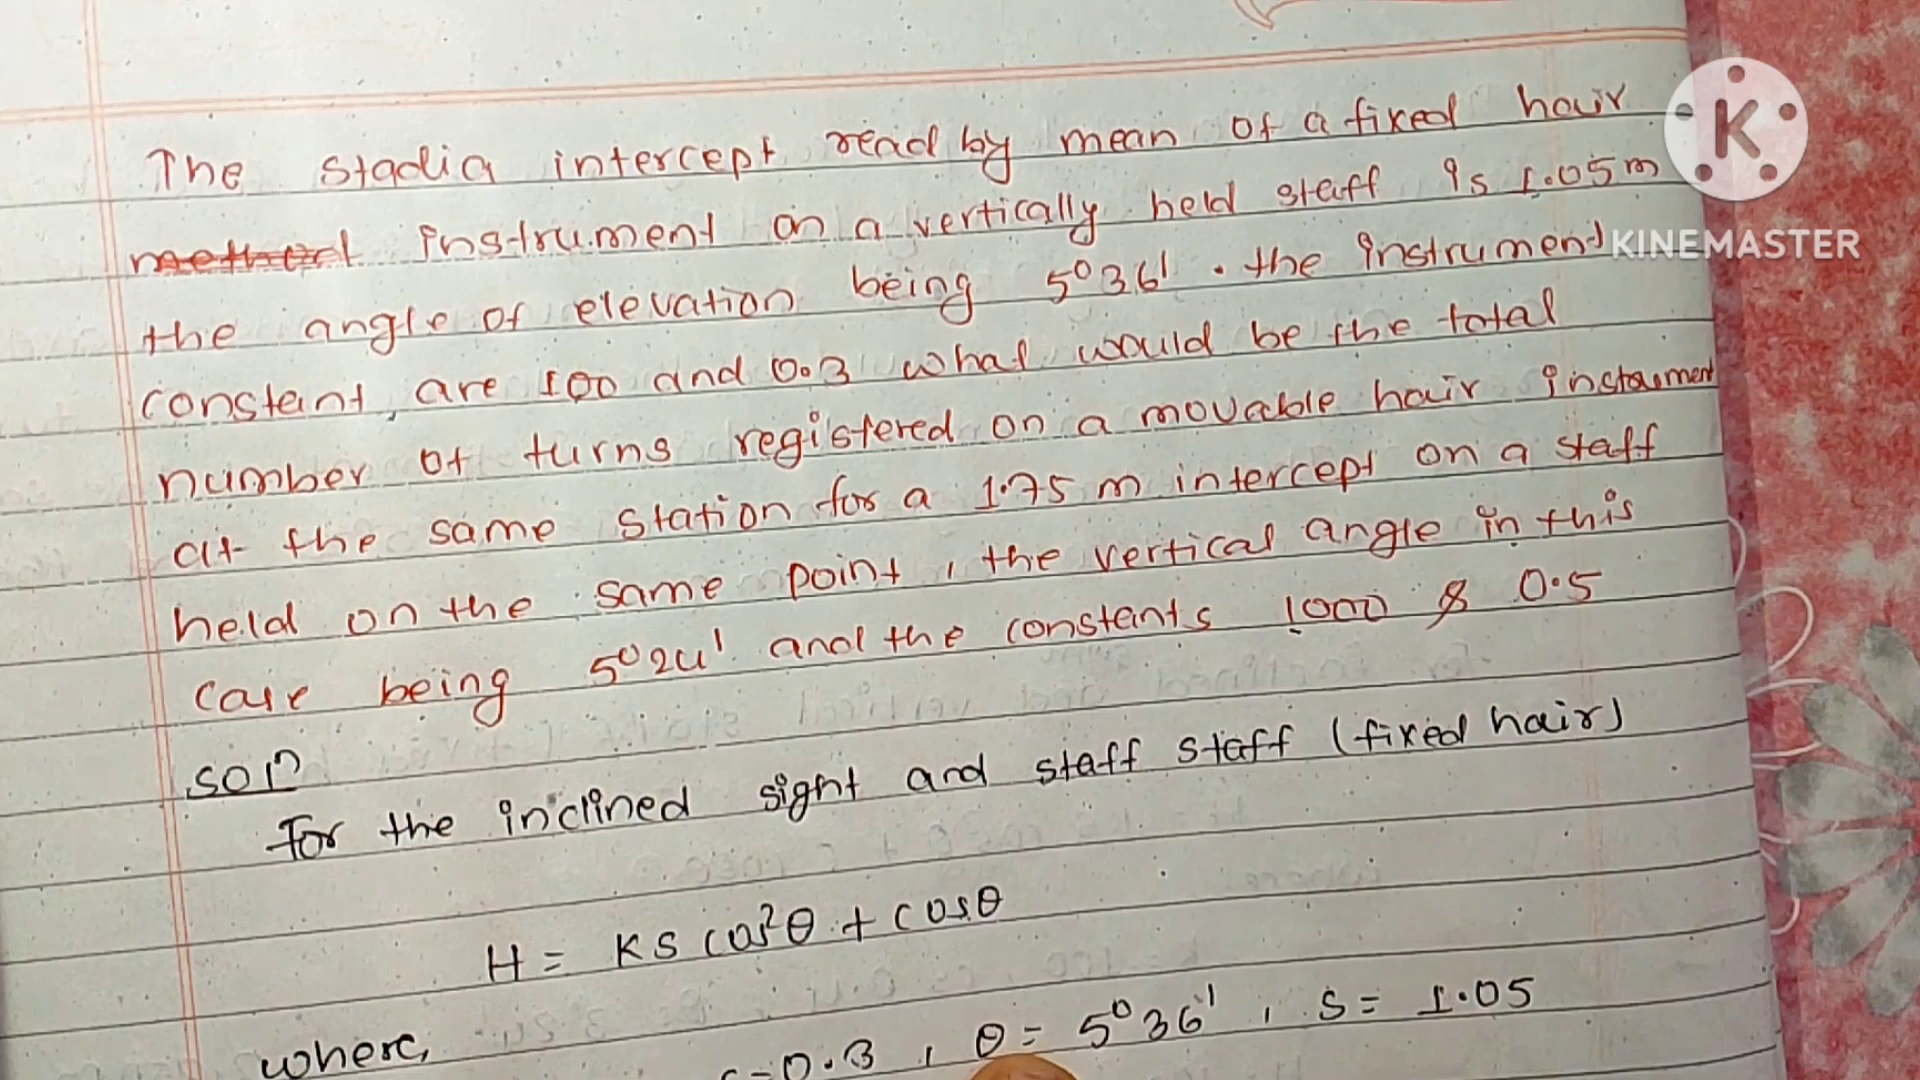 The stadia intercept read by mean of a fixed hair
method instrument on a vertically held staff is 1.05m
the angle of elevation being 5°36' . the instrument
constant, are 100 and 0.3 what would be the total
number of turns registered on a movable hair instrument
at the same station for a 1.75 m intercept on a staff
held on the same point, the vertical angle in this
case being 5°24' and the constants 1000 & 0.5
Solⁿ
For the inclined sight and staff staff (fixed hair)
H = KS cos²θ + cosθ
where,
c=0.3 , θ = 5°36' , S = 1.05
K
KINEMASTER